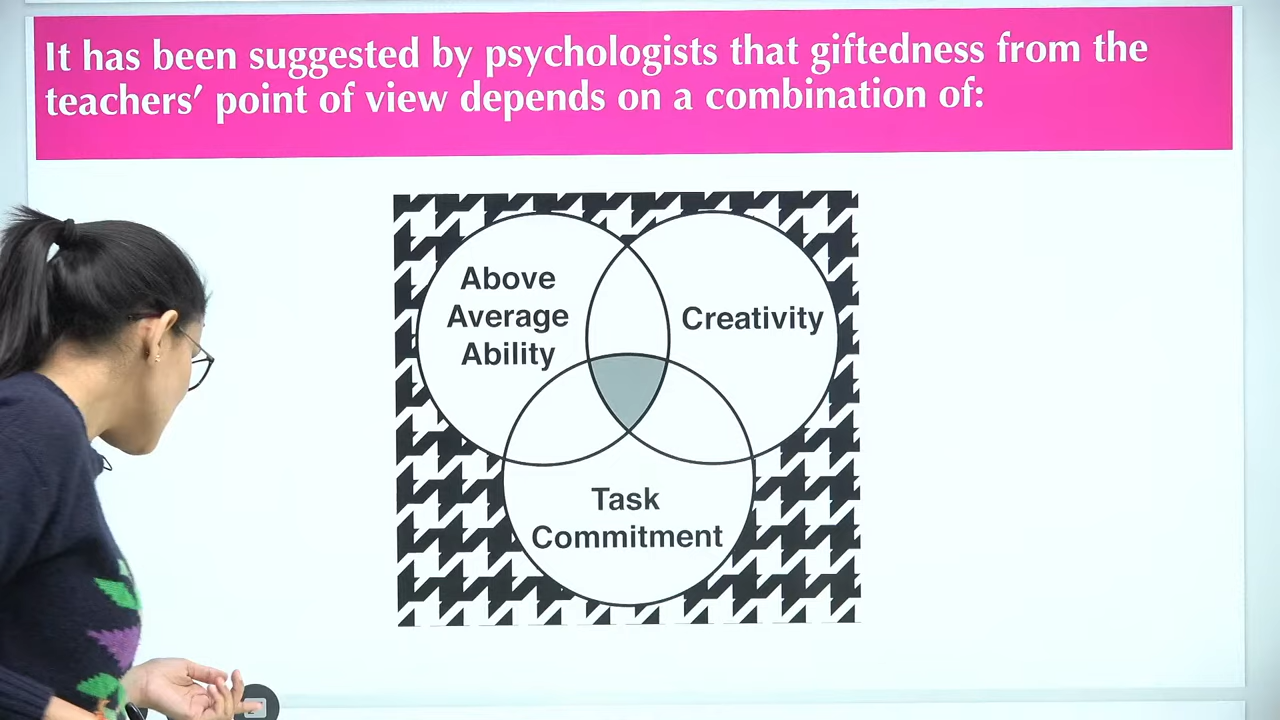 It has been suggested by psychologists that giftedness from the
teachers’ point of view depends on a combination of:
Above
Average
Ability
Creativity
Task
Commitment